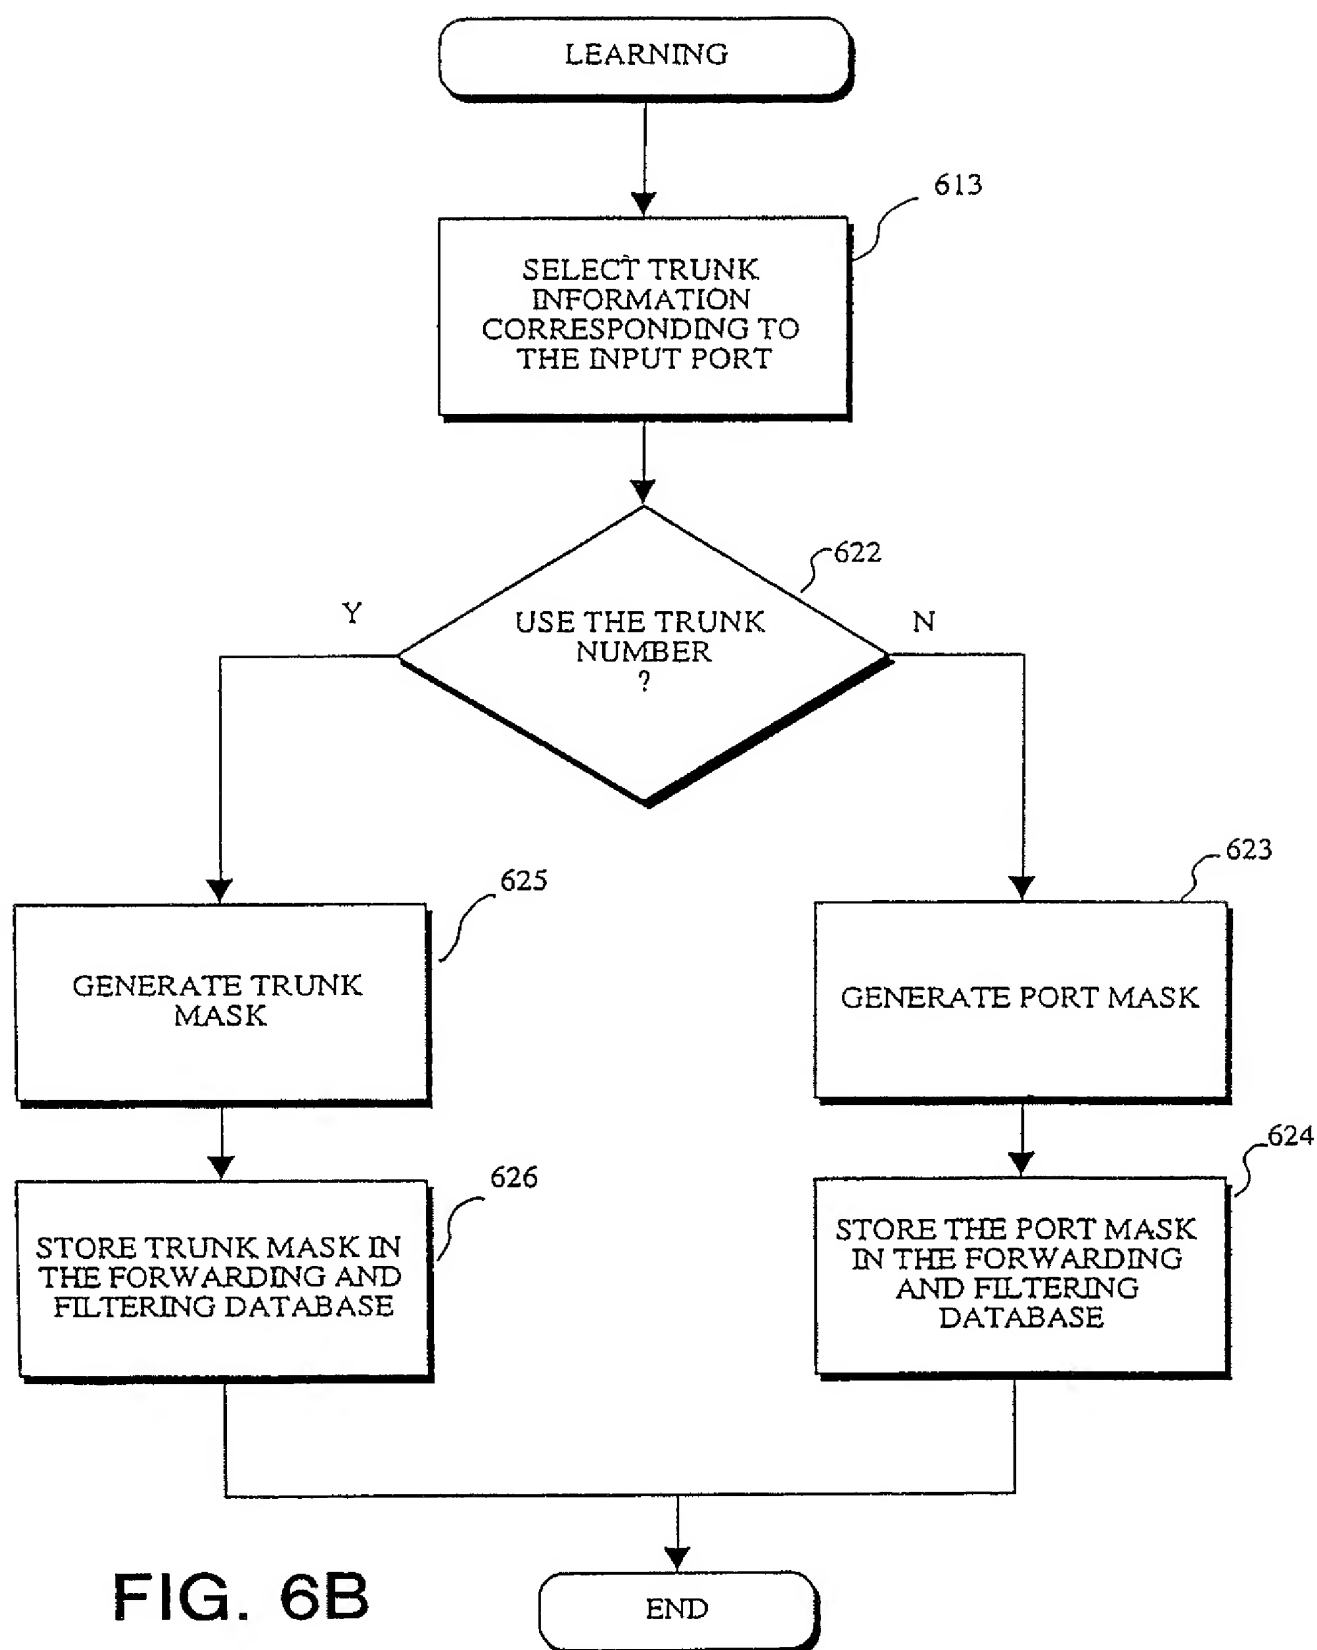 LEARNING
613
SELECT TRUNK
INFORMATION
CORRESPONDING TO
THE INPUT PORT
622
Y
USE THE TRUNK
NUMBER
?
N
625
GENERATE TRUNK
MASK
623
GENERATE PORT MASK
626
STORE TRUNK MASK IN
THE FORWARDING AND
FILTERING DATABASE
624
STORE THE PORT MASK
IN THE FORWARDING
AND FILTERING
DATABASE
END
FIG. 6B